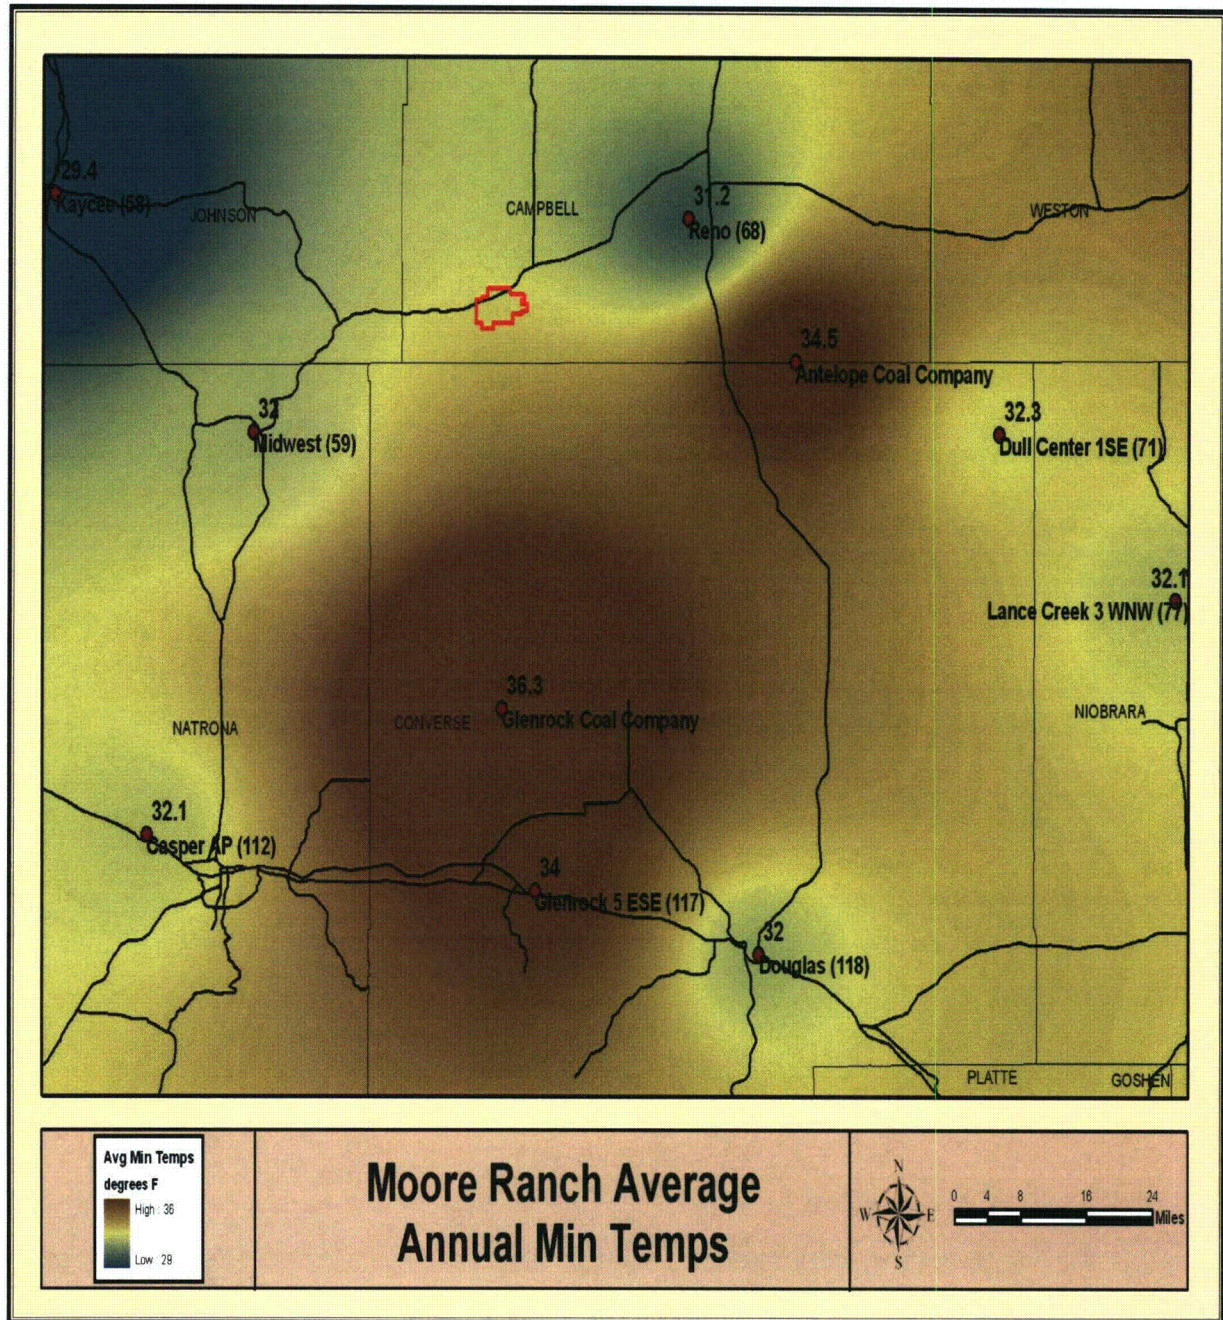 29.4
Kaycee (58)
JOHNSON
CAMPBELL
31.2
Reno (68)
WESTON
34.5
Antelope Coal Company
32
Midwest (59)
32.3
Dull Center 1SE (71)
32.1
Lance Creek 3 WNW (77)
36.3
Glenrock Coal Company
CONVERSE
NATRONA
NIOBRARA
32.1
Casper AP (112)
34
Glenrock 5 ESE (117)
32
Douglas (118)
PLATTE
GOSHEN
Avg Min Temps
degrees F
High : 36
Low : 29
Moore Ranch Average
Annual Min Temps
N
W E
S
0 4 8 16 24
Miles